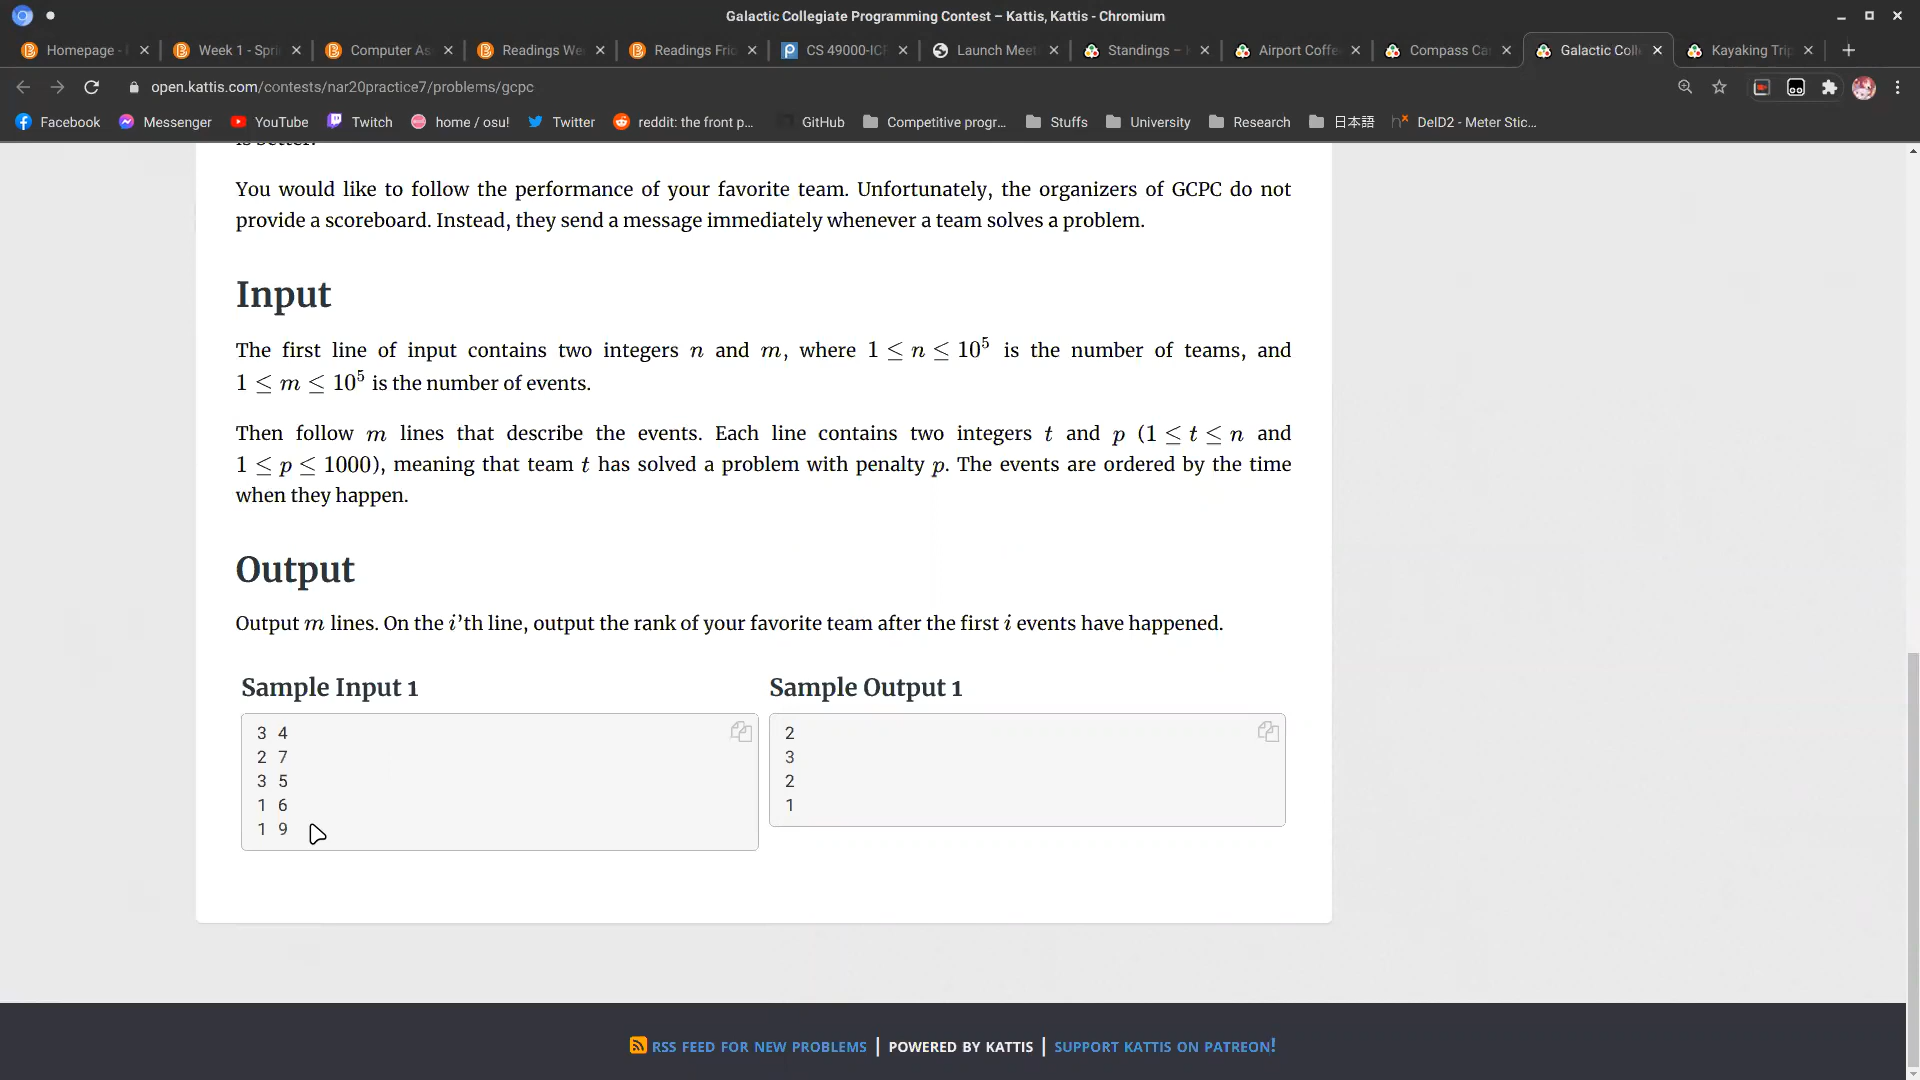 Galactic Collegiate Programming Contest – Kattis, Kattis - Chromium
Homepage - Week 1 - Spri Computer As Readings We Readings Fri CS 49000-ICP Launch Meet Standings – Airport Coffe Compass Ca Galactic Coll Kayaking Trip
open.kattis.com/contests/nar20practice7/problems/gcpc
Facebook Messenger YouTube Twitch home / osu! Twitter reddit: the front p... GitHub Competitive progr... Stuffs University Research 日本語 DelD2 - Meter Stic...
is better.
You would like to follow the performance of your favorite team. Unfortunately, the organizers of GCPC do not
provide a scoreboard. Instead, they send a message immediately whenever a team solves a problem.
Input
The first line of input contains two integers n and m, where 1 ≤ n ≤ 10⁵ is the number of teams, and
1 ≤ m ≤ 10⁵ is the number of events.
Then follow m lines that describe the events. Each line contains two integers t and p (1 ≤ t ≤ n and
1 ≤ p ≤ 1000), meaning that team t has solved a problem with penalty p. The events are ordered by the time
when they happen.
Output
Output m lines. On the i’th line, output the rank of your favorite team after the first i events have happened.
Sample Input 1
3 4
2 7
3 5
1 6
1 9
Sample Output 1
2
3
2
1
RSS FEED FOR NEW PROBLEMS | POWERED BY KATTIS | SUPPORT KATTIS ON PATREON!